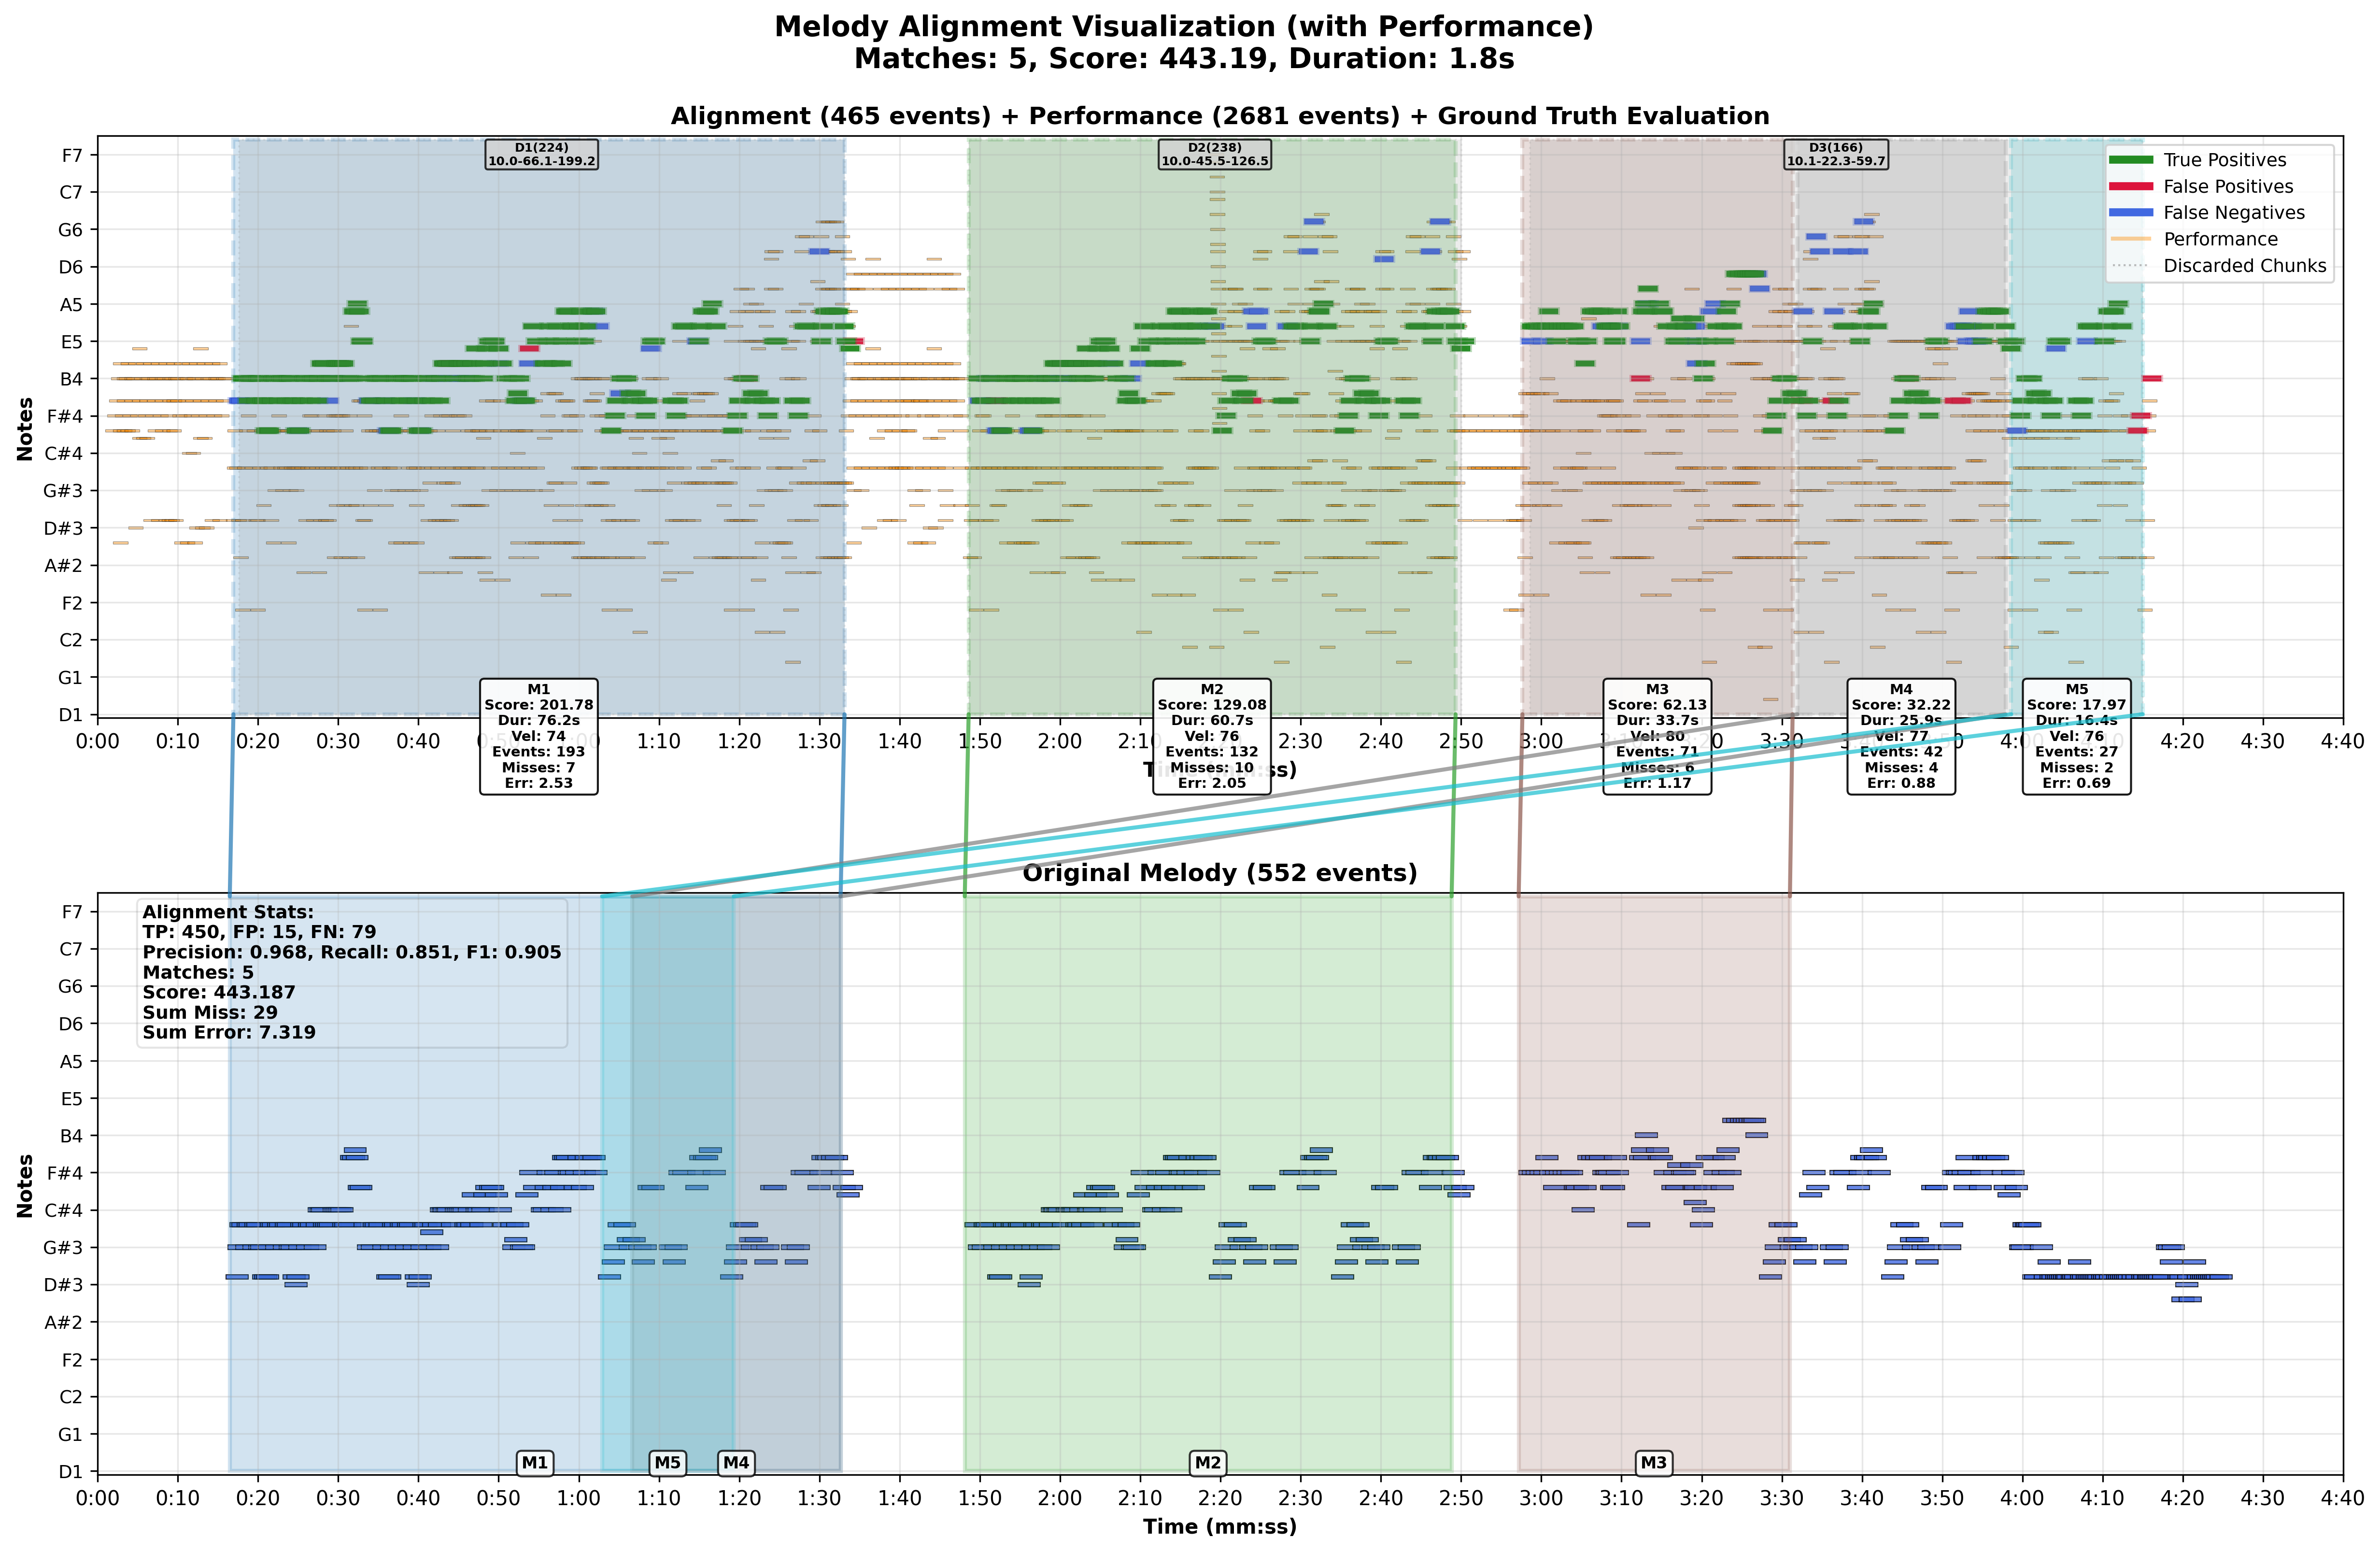 Melody Alignment Visualization (with Performance)
Matches: 5, Score: 443.19, Duration: 1.8s
Alignment (465 events) + Performance (2681 events) + Ground Truth Evaluation
D1(224)
10.0-66.1-199.2
D2(238)
10.0-45.5-126.5
D3(166)
10.1-22.3-59.7
True Positives
False Positives
False Negatives
Performance
Discarded Chunks
Notes
F7
C7
G6
D6
A5
E5
B4
F#4
C#4
G#3
D#3
A#2
F2
C2
G1
D1
M1
Score: 201.78
Dur: 76.2s
Vel: 74
Events: 193
Misses: 7
Err: 2.53
M2
Score: 129.08
Dur: 60.7s
Vel: 76
Events: 132
Misses: 10
Err: 2.05
M3
Score: 62.13
Dur: 33.7s
Vel: 80
Events: 71
Misses: 6
Err: 1.17
M4
Score: 32.22
Dur: 25.9s
Vel: 77
Events: 42
Misses: 4
Err: 0.88
M5
Score: 17.97
Dur: 16.4s
Vel: 76
Events: 27
Misses: 2
Err: 0.69
0:00 0:10 0:20 0:30 0:40 1:10 1:20 1:30 1:40 1:50 2:00 2:10 2:30 2:40 2:50 3:00 3:30 4:20 4:30 4:40
Original Melody (552 events)
Alignment Stats:
TP: 450, FP: 15, FN: 79
Precision: 0.968, Recall: 0.851, F1: 0.905
Matches: 5
Score: 443.187
Sum Miss: 29
Sum Error: 7.319
Notes
F7
C7
G6
D6
A5
E5
B4
F#4
C#4
G#3
D#3
A#2
F2
C2
G1
D1
M1 M5 M4 M2 M3
0:00 0:10 0:20 0:30 0:40 0:50 1:00 1:10 1:20 1:30 1:40 1:50 2:00 2:10 2:20 2:30 2:40 2:50 3:00 3:10 3:20 3:30 3:40 3:50 4:00 4:10 4:20 4:30 4:40
Time (mm:ss)